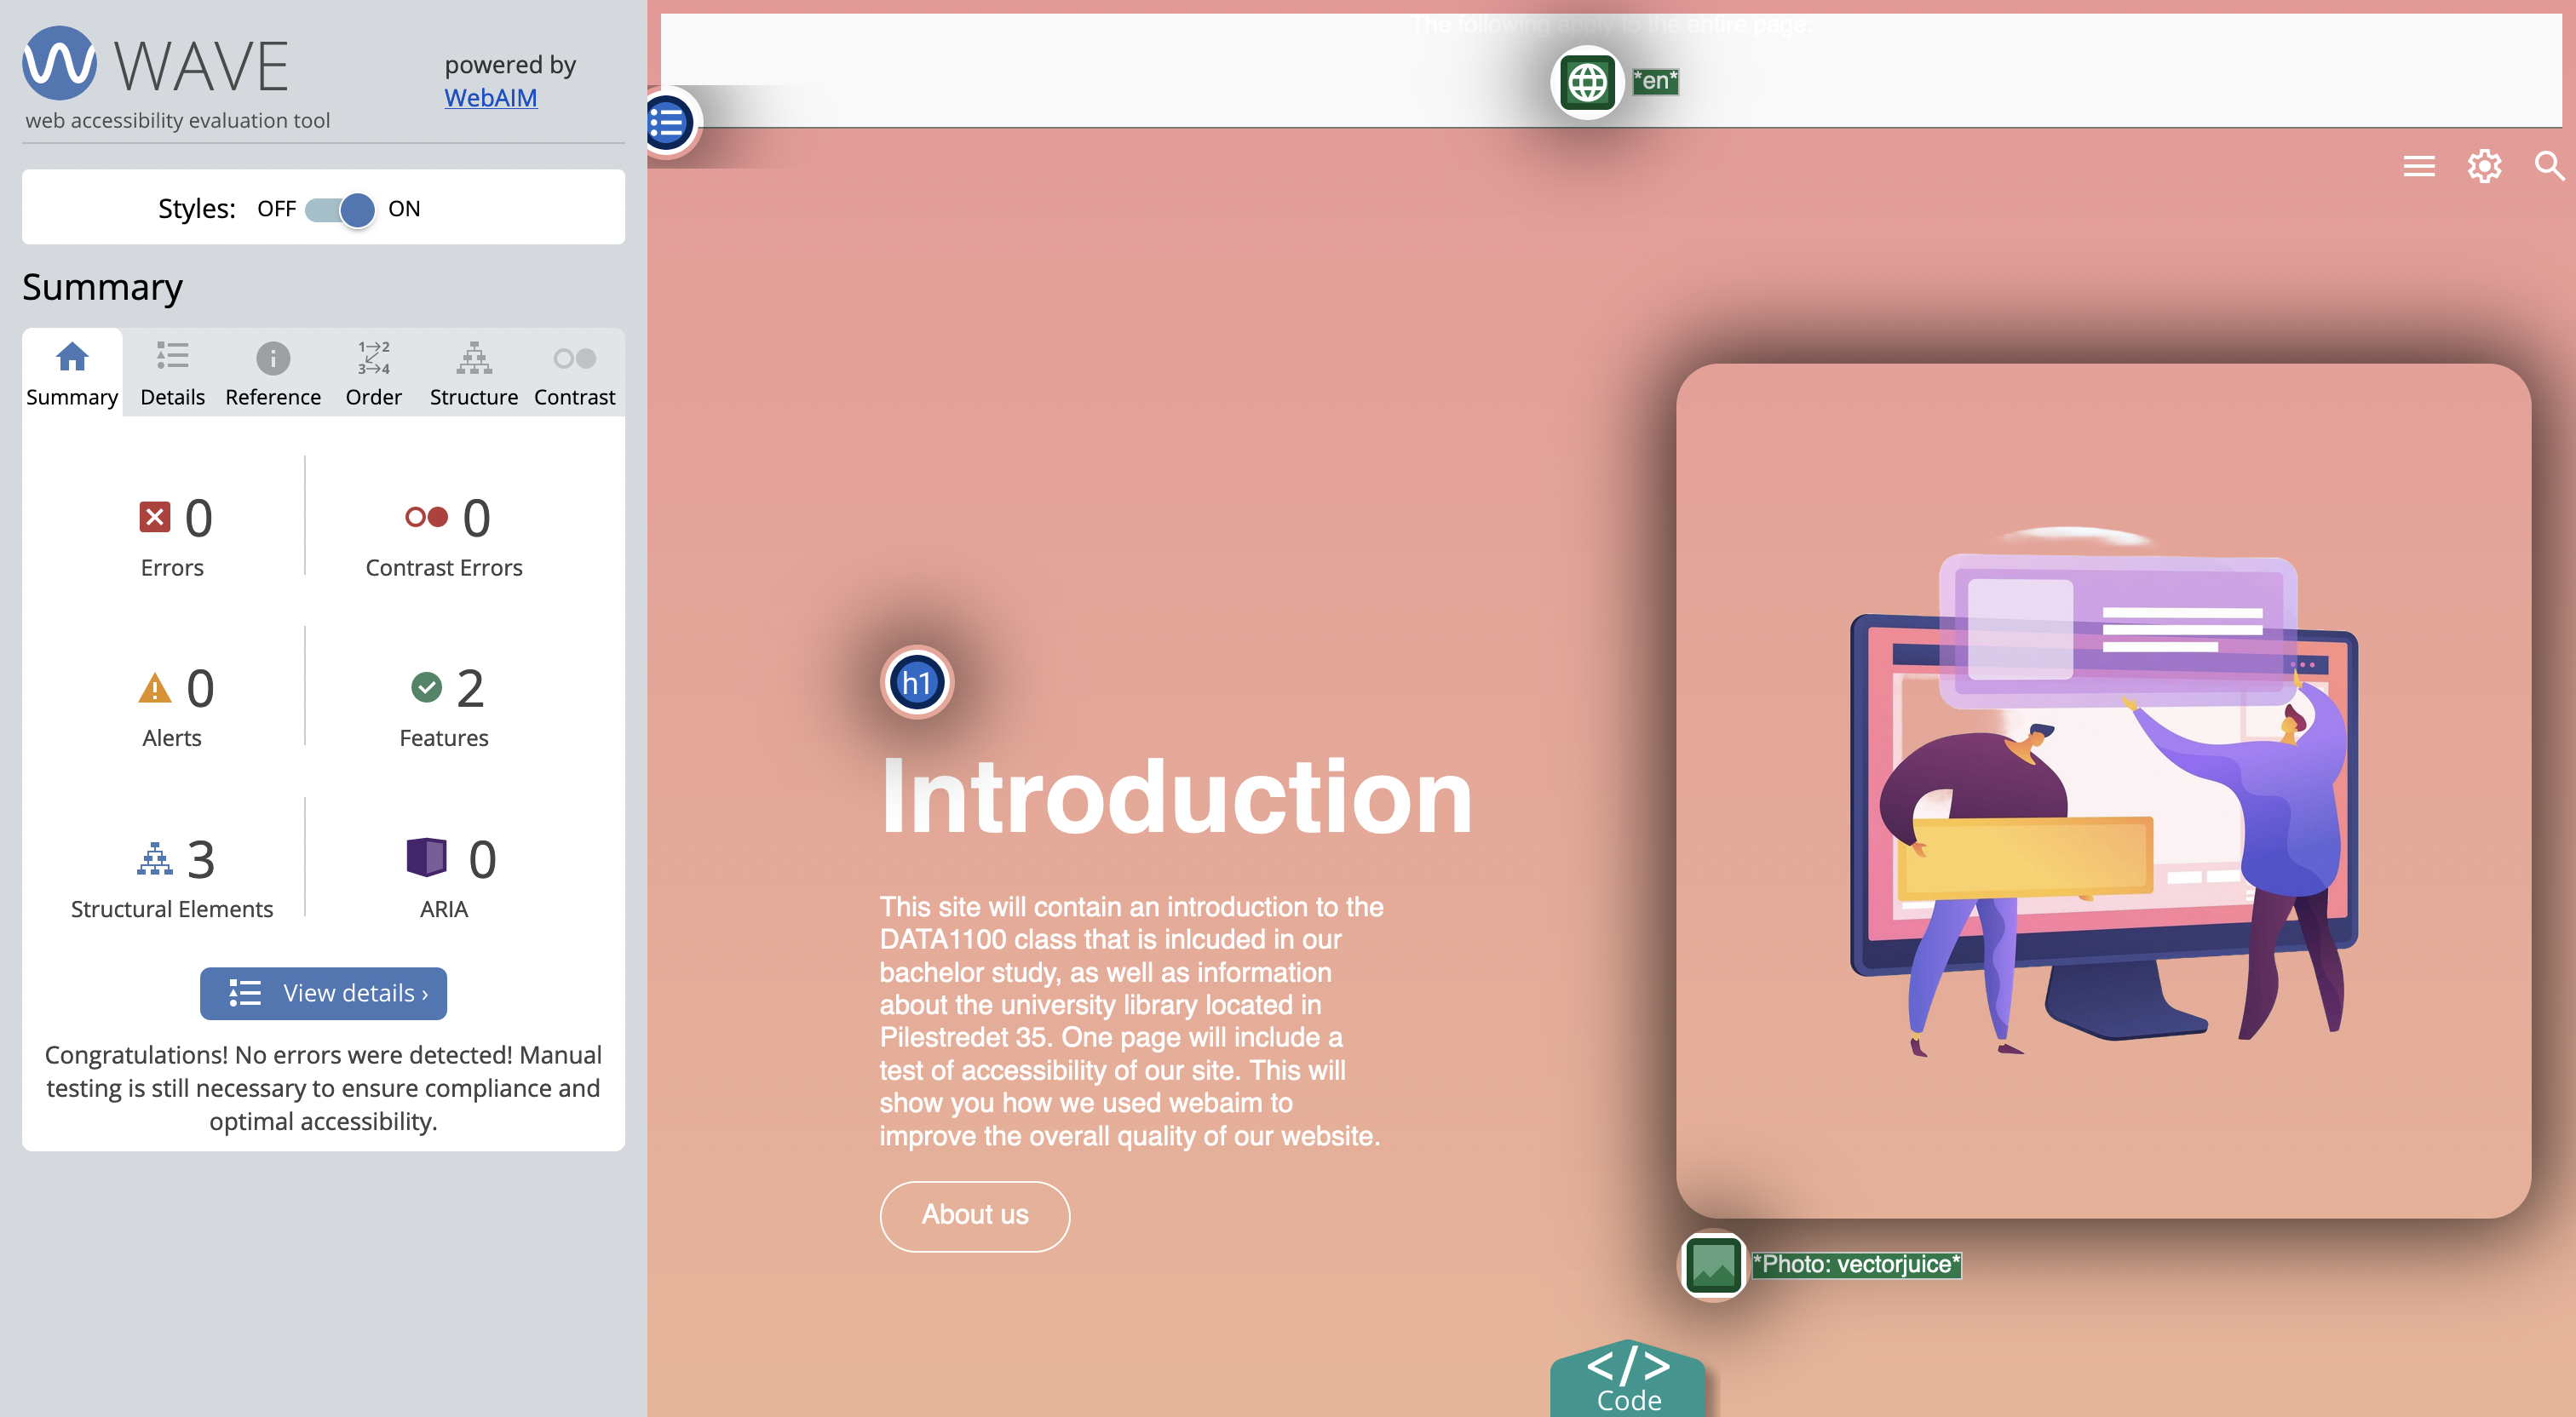 WAVE
powered by
WebAIM
web accessibility evaluation tool
Styles: OFF ON
Summary
Summary Details Reference Order Structure Contrast
1 2
3 4
0 0
Errors Contrast Errors
0 2
Alerts Features
3 0
Structural Elements ARIA
View details ›
Congratulations! No errors were detected! Manual
testing is still necessary to ensure compliance and
optimal accessibility.
The following apply to the entire page:
*en*
h1
Introduction
This site will contain an introduction to the
DATA1100 class that is inlcuded in our
bachelor study, as well as information
about the university library located in
Pilestredet 35. One page will include a
test of accessibility of our site. This will
show you how we used webaim to
improve the overall quality of our website.
About us
*Photo: vectorjuice*
</>
Code